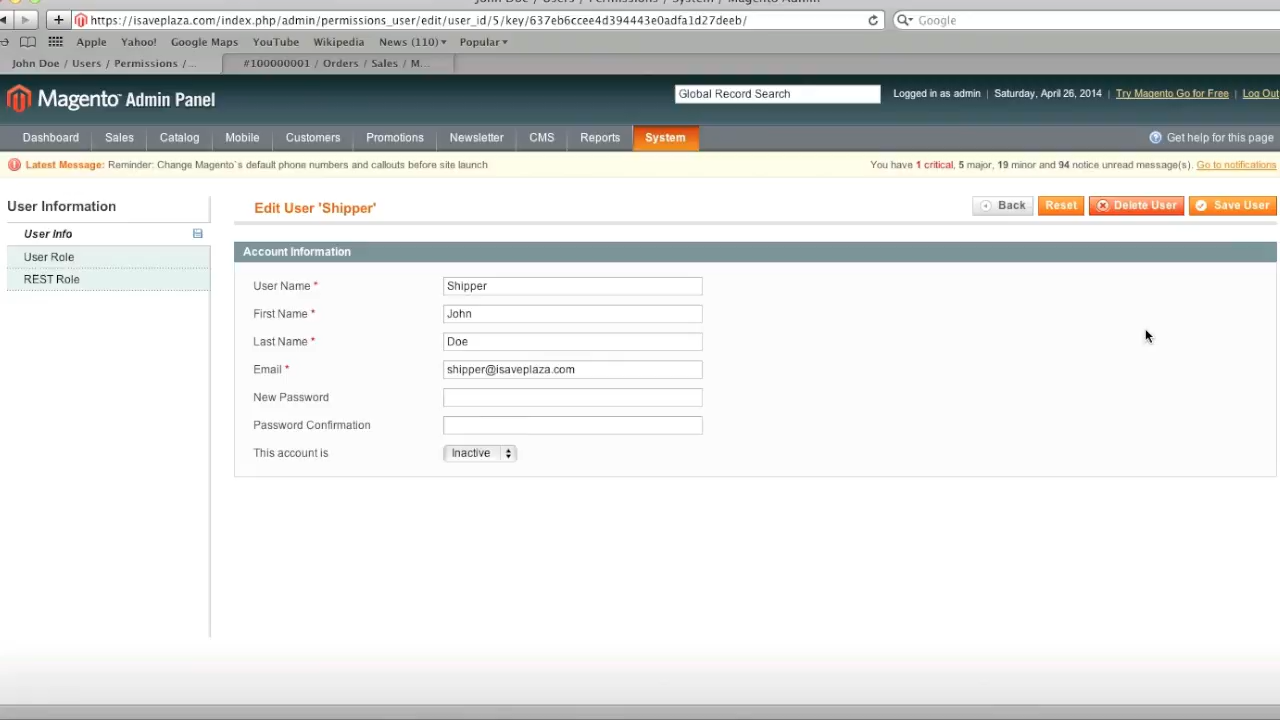 John Doe / Users / Permissions / System / Magento Admin
https://isaveplaza.com/index.php/admin/permissions_user/edit/user_id/5/key/637eb6ccee4d394443e0adfa1d27deeb/
Google
Apple Yahoo! Google Maps YouTube Wikipedia News (110) Popular
John Doe / Users / Permissions /... #100000001 / Orders / Sales / M...
Magento Admin Panel Global Record Search Logged in as admin | Saturday, April 26, 2014 | Try Magento Go for Free | Log Out
Dashboard Sales Catalog Mobile Customers Promotions Newsletter CMS Reports System Get help for this page
Latest Message: Reminder: Change Magento`s default phone numbers and callouts before site launch You have 1 critical, 5 major, 19 minor and 94 notice unread message(s). Go to notifications
User Information
User Info
User Role
REST Role
Edit User 'Shipper' Back Reset Delete User Save User
Account Information
User Name * Shipper
First Name * John
Last Name * Doe
Email * shipper@isaveplaza.com
New Password
Password Confirmation
This account is Inactive